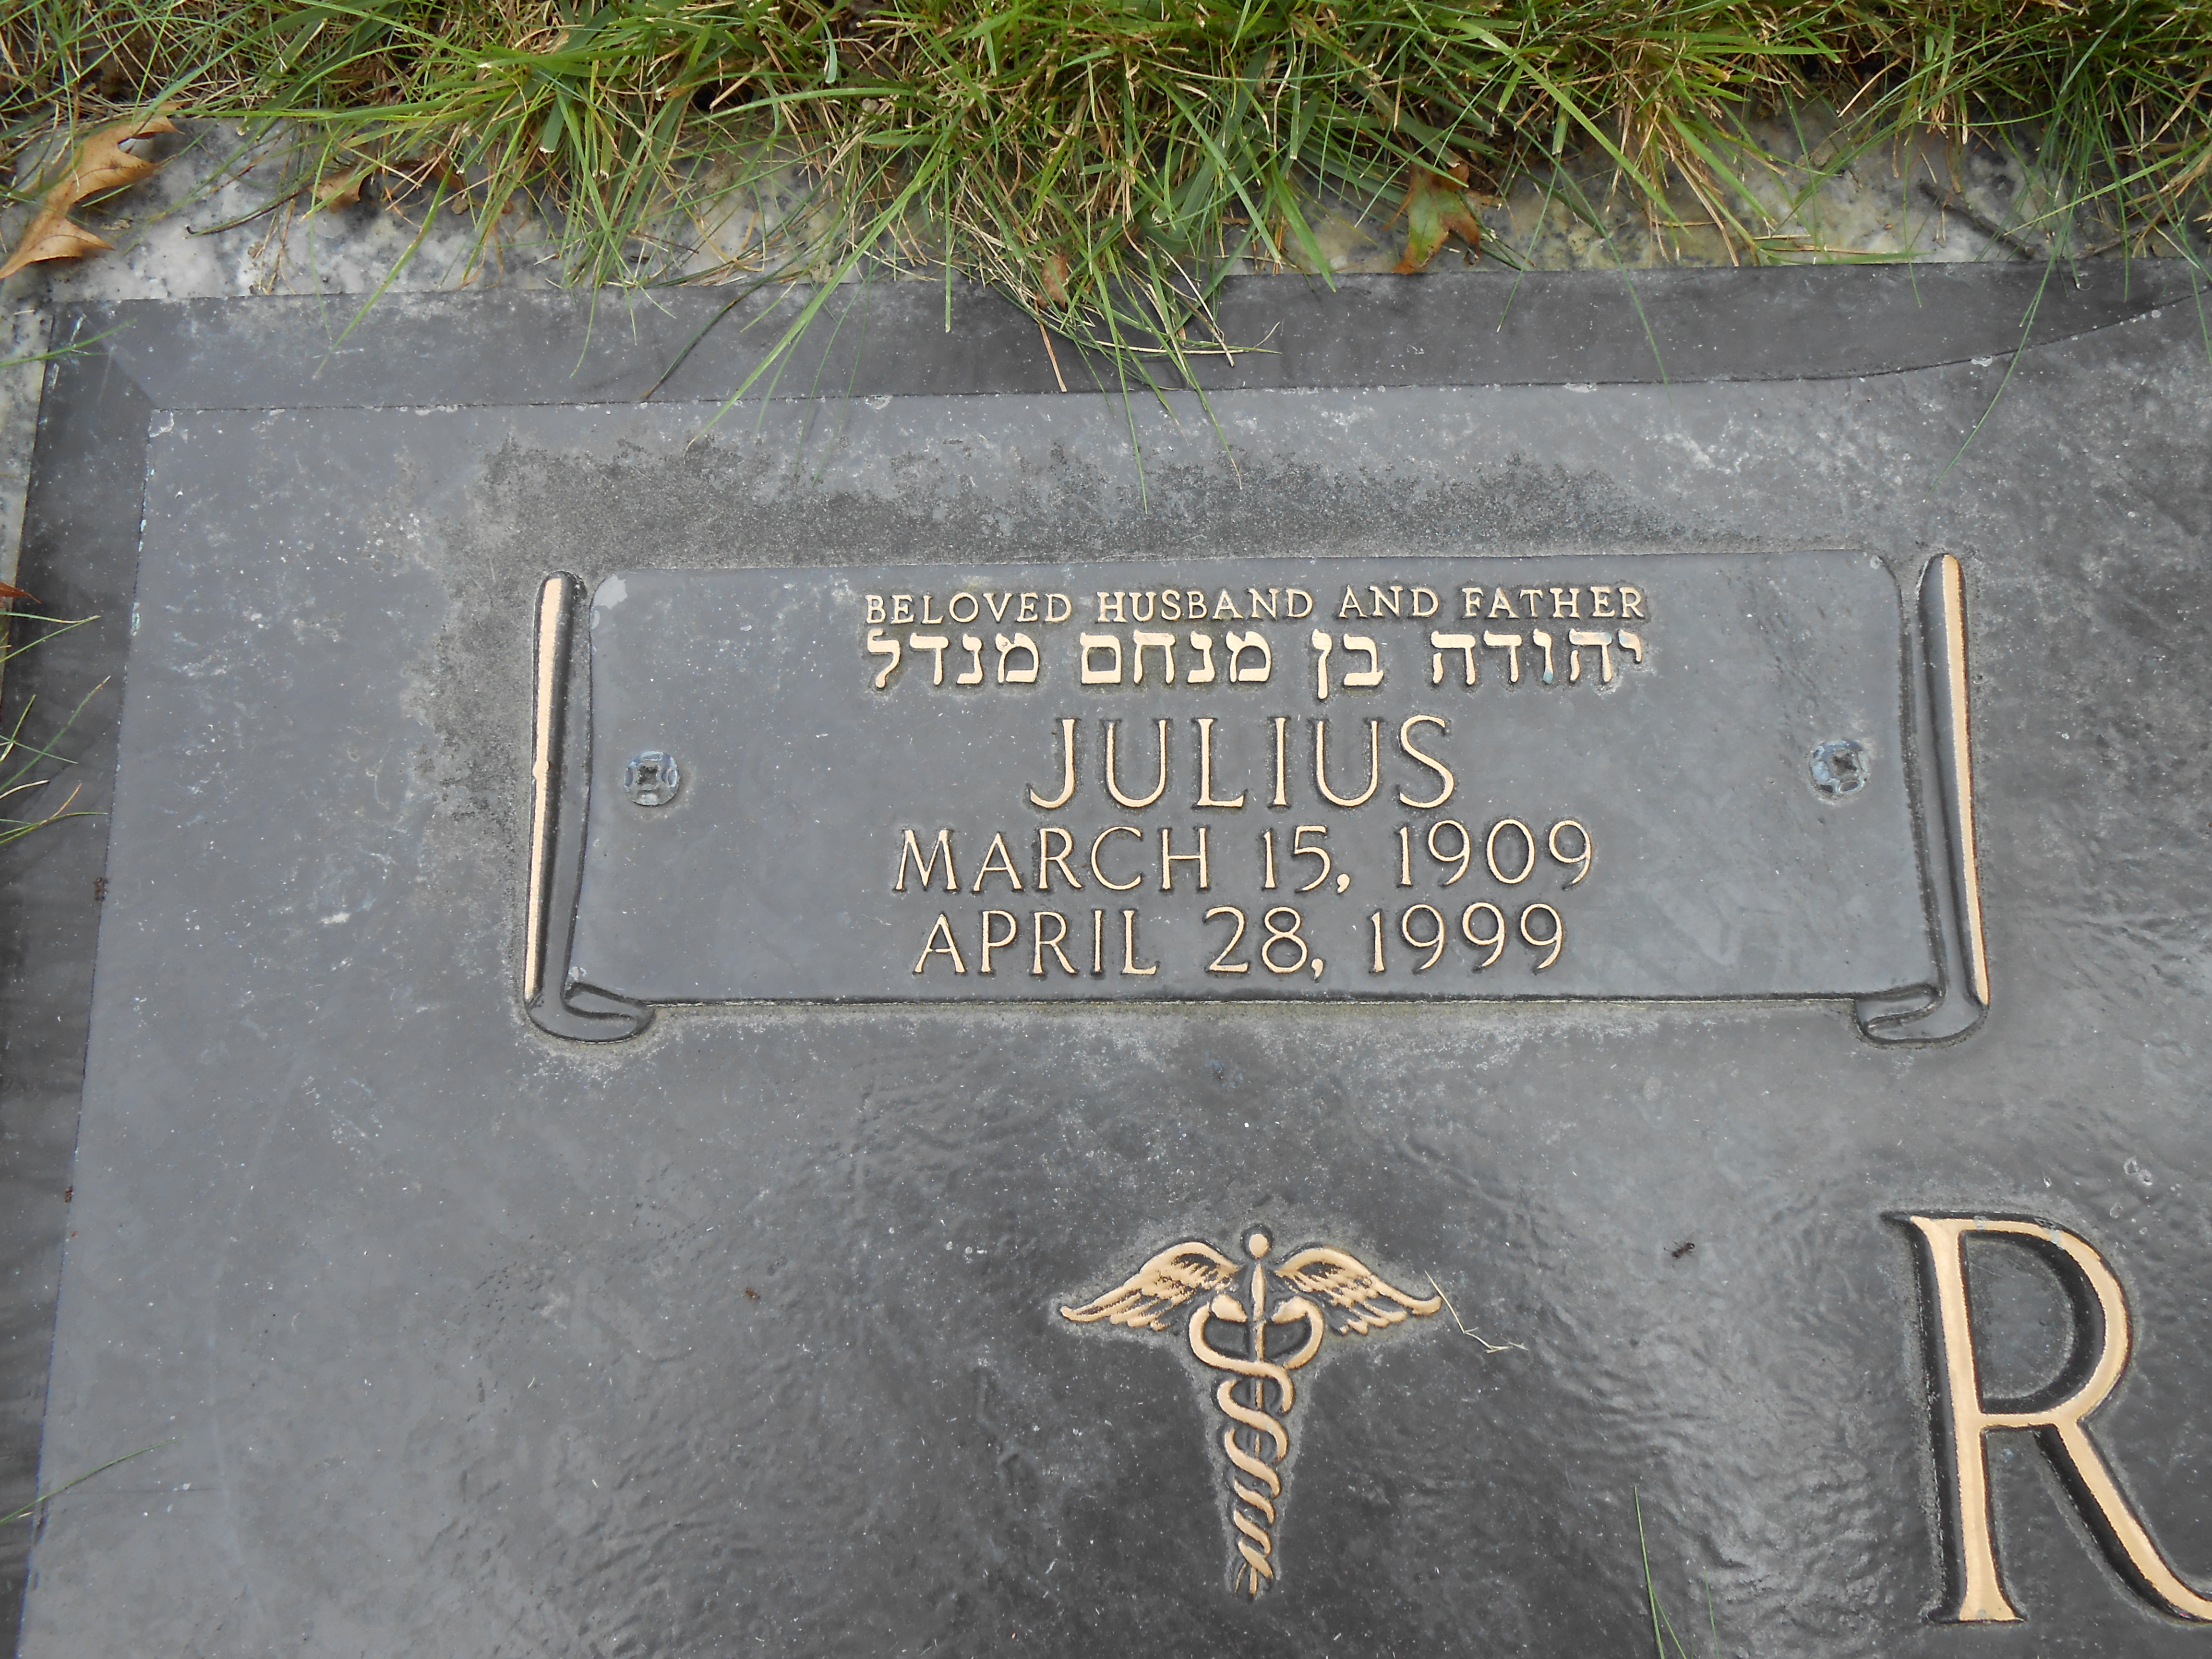 BELOVED HUSBAND AND FATHER
יהודה בן מנחם מנדל
JULIUS
MARCH 15, 1909
APRIL 28, 1999
R